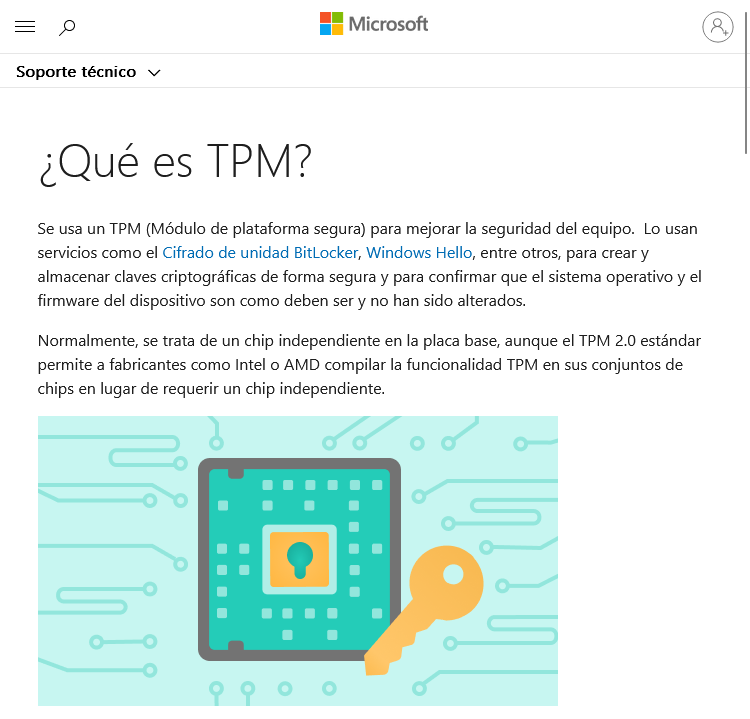 Microsoft
Soporte técnico
¿Qué es TPM?
Se usa un TPM (Módulo de plataforma segura) para mejorar la seguridad del equipo.  Lo usan
servicios como el Cifrado de unidad BitLocker, Windows Hello, entre otros, para crear y
almacenar claves criptográficas de forma segura y para confirmar que el sistema operativo y el
firmware del dispositivo son como deben ser y no han sido alterados.
Normalmente, se trata de un chip independiente en la placa base, aunque el TPM 2.0 estándar
permite a fabricantes como Intel o AMD compilar la funcionalidad TPM en sus conjuntos de
chips en lugar de requerir un chip independiente.